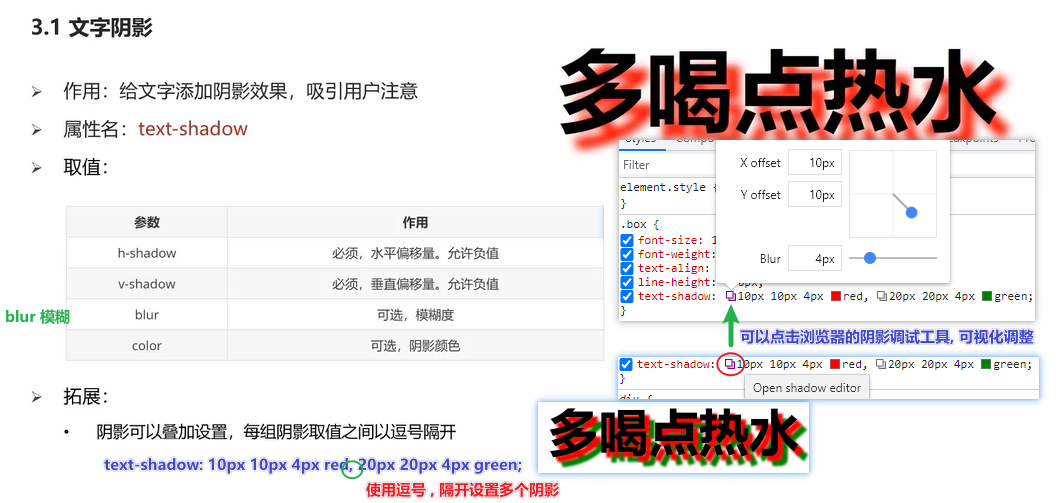 3.1 文字阴影
作用：给文字添加阴影效果，吸引用户注意
属性名：text-shadow
取值：
参数 作用
h-shadow 必须，水平偏移量。允许负值
v-shadow 必须，垂直偏移量。允许负值
blur 可选，模糊度
color 可选，阴影颜色
blur 模糊
拓展：
阴影可以叠加设置，每组阴影取值之间以逗号隔开
text-shadow: 10px 10px 4px red, 20px 20px 4px green;
使用逗号，隔开设置多个阴影
多喝点热水
Styles
Filter
element.style {
}
.box {
font-size: 1
font-weight:
text-align:
line-height:
text-shadow: 10px 10px 4px red, 20px 20px 4px green;
}
X offset 10px
Y offset 10px
Blur 4px
可以点击浏览器的阴影调试工具, 可视化调整
text-shadow: 10px 10px 4px red, 20px 20px 4px green;
}
Open shadow editor
div {
多喝点热水